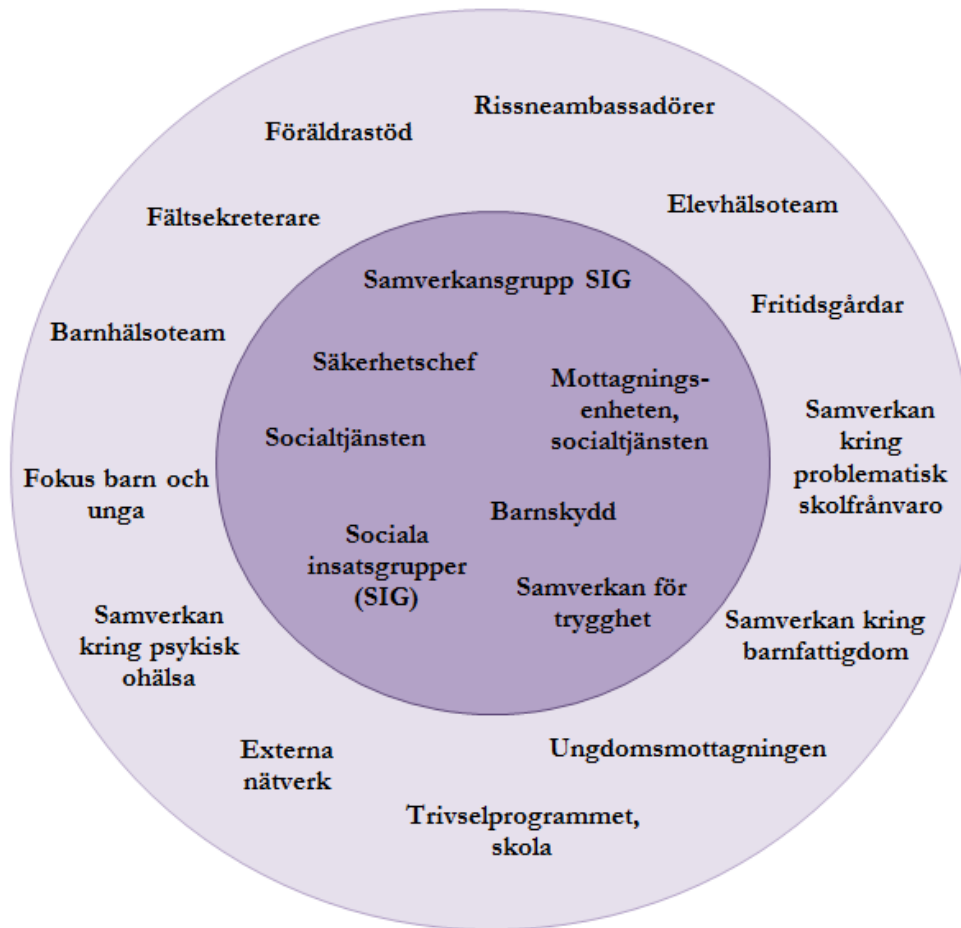 Rissneambassadörer
Föräldrastöd
Elevhälsoteam
Fältsekreterare
Samverkansgrupp SIG
Fritidsgårdar
Barnhälsoteam
Säkerhetschef
Mottagnings-
enheten,
socialtjänsten
Socialtjänsten
Samverkan
kring
problematisk
skolfrånvaro
Fokus barn och
unga
Barnskydd
Sociala
insatsgrupper
(SIG)
Samverkan för
trygghet
Samverkan
kring psykisk
ohälsa
Samverkan kring
barnfattigdom
Externa
nätverk
Ungdomsmottagningen
Trivselprogrammet,
skola